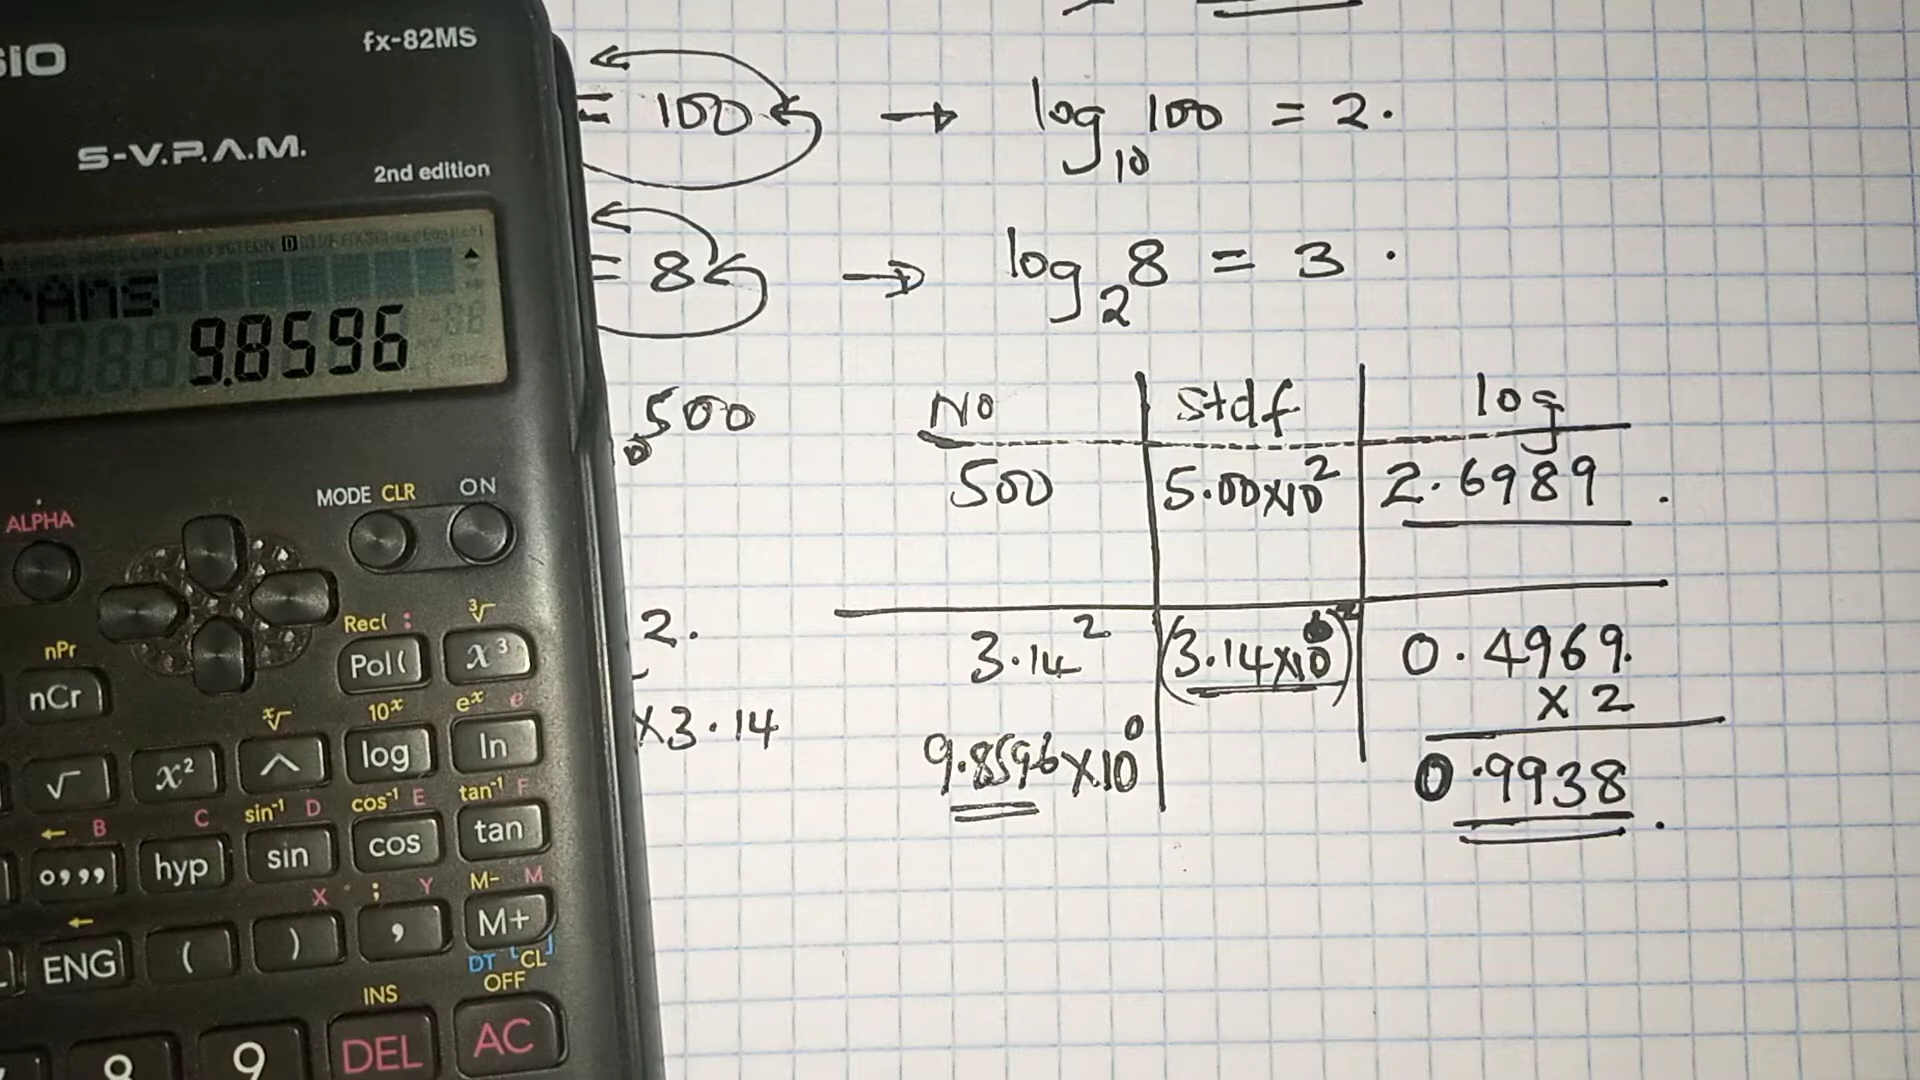 SIO
fx-82MS
S-V.P.A.M.
2nd edition
Ans
9.8596
MODE CLR ON
ALPHA
nPr
nCr
Rec( :
Pol(
³√
x³
ˣ√
10ˣ
eˣ e
√
x²
^
log
ln
B
C
sin⁻¹ D
cos⁻¹ E
tan⁻¹ F
hyp
sin
cos
tan
X
; Y
M- M
←
ENG
(
)
,
M+
DT CL
INS
OFF
8
9
DEL
AC
= 100 → log₁₀ 100 = 2.
= 8 → log₂ 8 = 3.
500
No stdf log
500 5.00×10² 2.6989.
2.
3.14² (3.14×10⁰)² 0.4969.
× 2
×3.14
9.8596×10⁰ 0.9938.